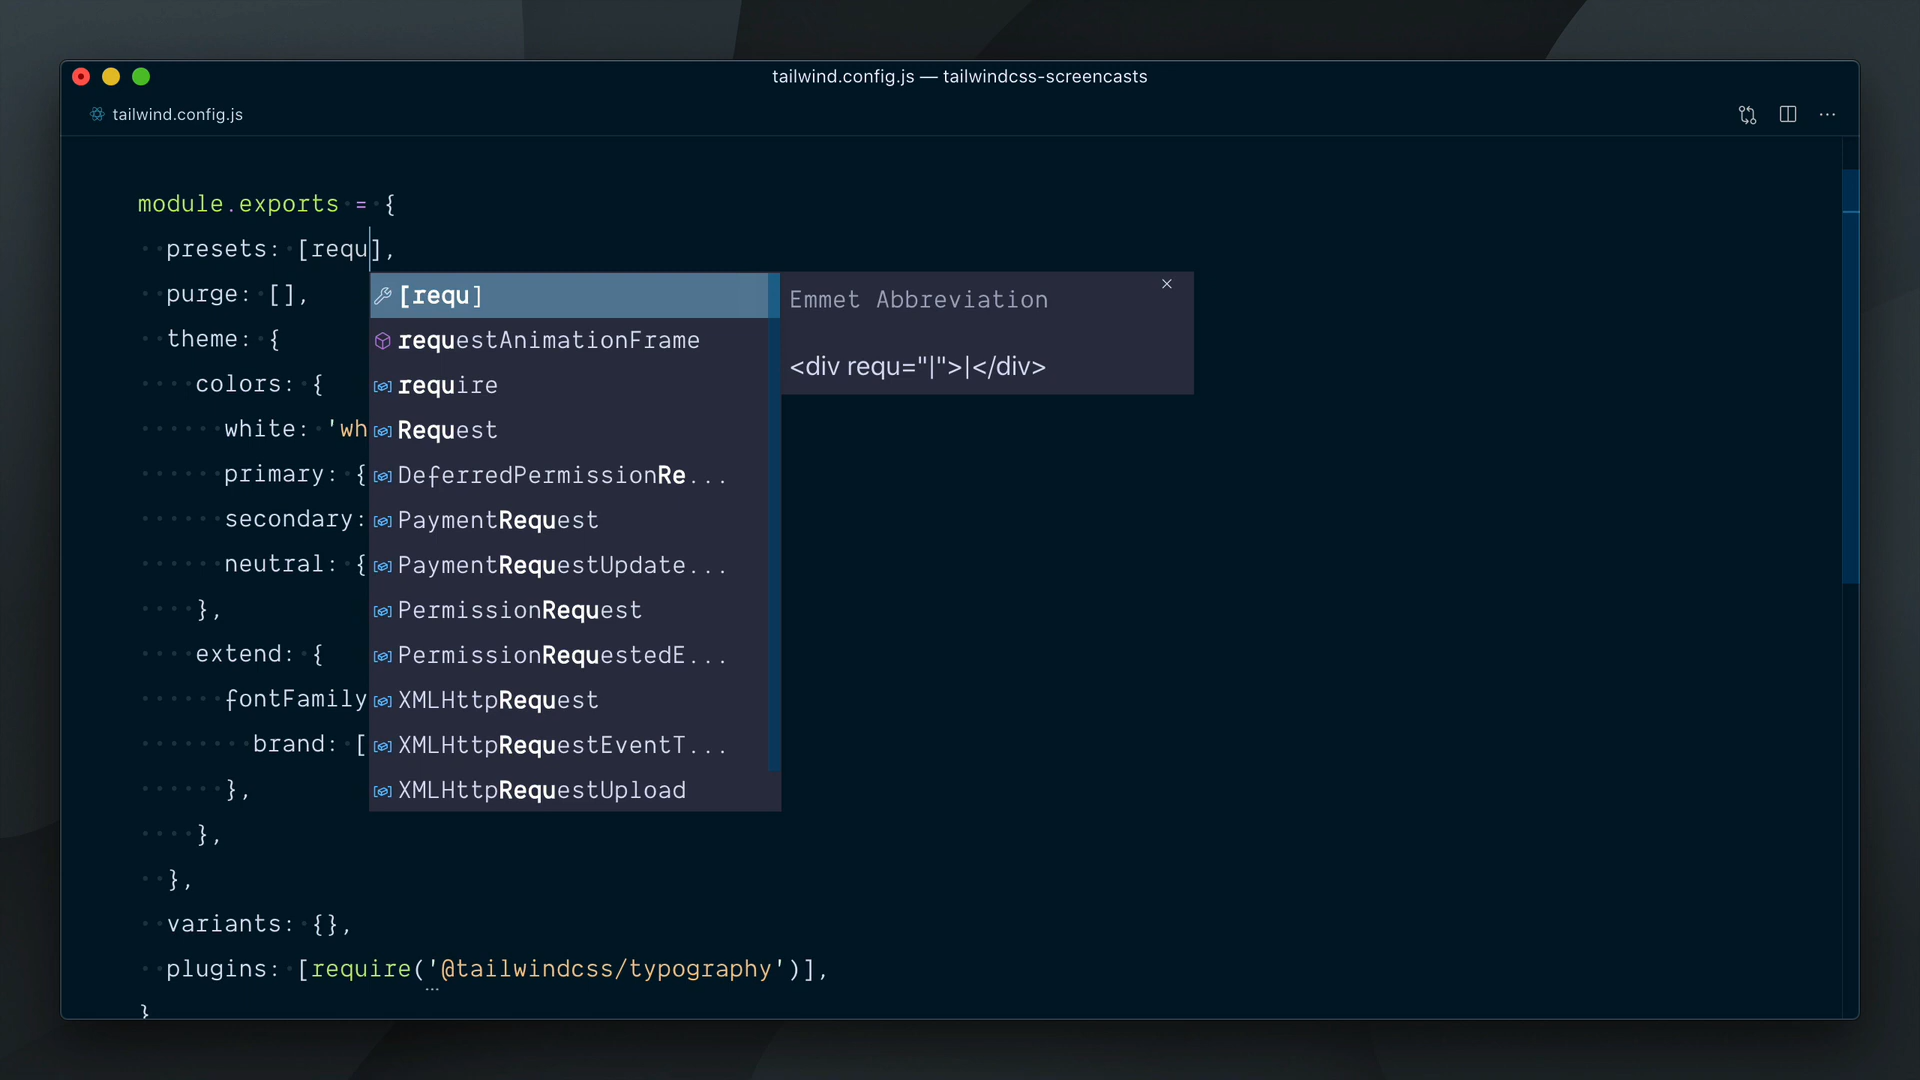 tailwind.config.js — tailwindcss-screencasts
tailwind.config.js
module.exports = {
presets: [requ],
purge: [],
theme: {
colors: {
white: 'wh
primary: {
secondary:
neutral: {
},
extend: {
fontFamily
brand: [
},
},
},
variants: {},
plugins: [require('@tailwindcss/typography')],
}
[requ]
requestAnimationFrame
require
Request
DeferredPermissionRe...
PaymentRequest
PaymentRequestUpdate...
PermissionRequest
PermissionRequestedE...
XMLHttpRequest
XMLHttpRequestEventT...
XMLHttpRequestUpload
Emmet Abbreviation
<div requ="|">|</div>